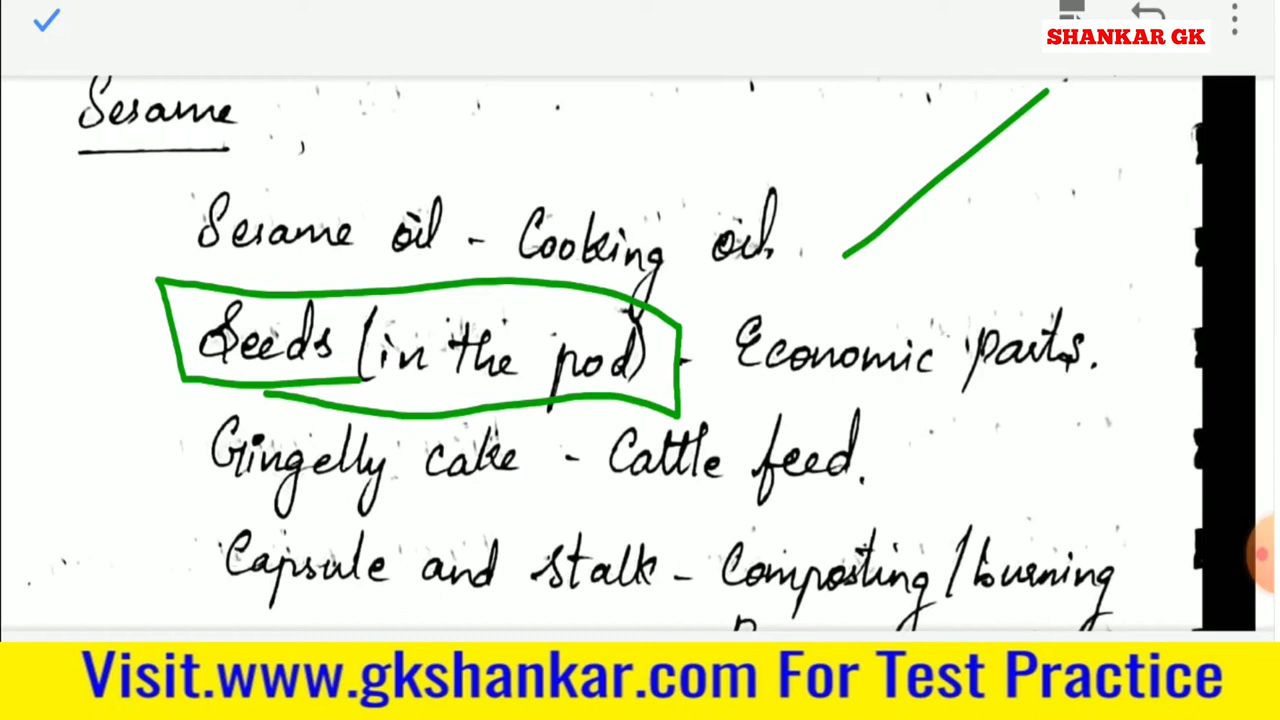 SHANKAR GK
Sesame
Sesame oil - Cooking oil.
Seeds (in the pod) - Economic parts.
Gingelly cake - Cattle feed.
Capsule and stalk - Composting / burning
Visit.www.gkshankar.com For Test Practice